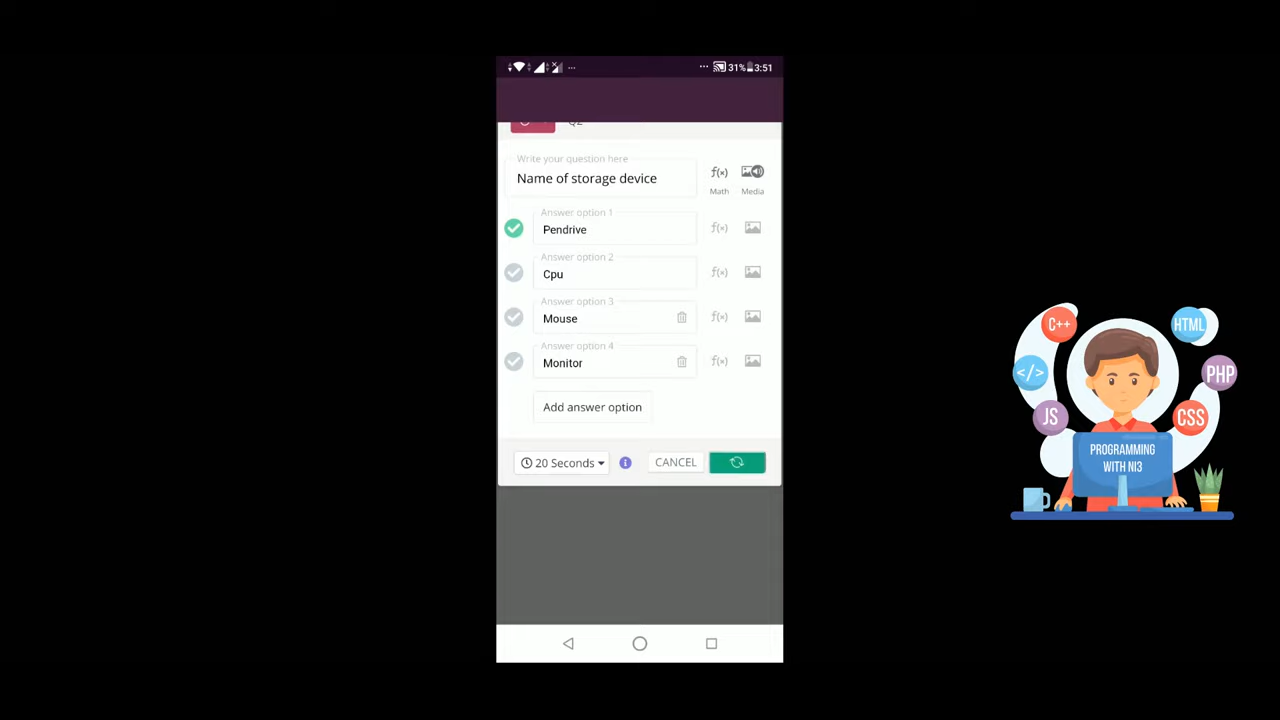 31% 3:51
Q2
Write your question here
Name of storage device
f(x)
Math
Media
Answer option 1
Pendrive
f(x)
Answer option 2
Cpu
f(x)
Answer option 3
Mouse
f(x)
Answer option 4
Monitor
f(x)
Add answer option
20 Seconds
i
CANCEL
C++
HTML
</>
PHP
JS
CSS
PROGRAMMING
WITH NI3